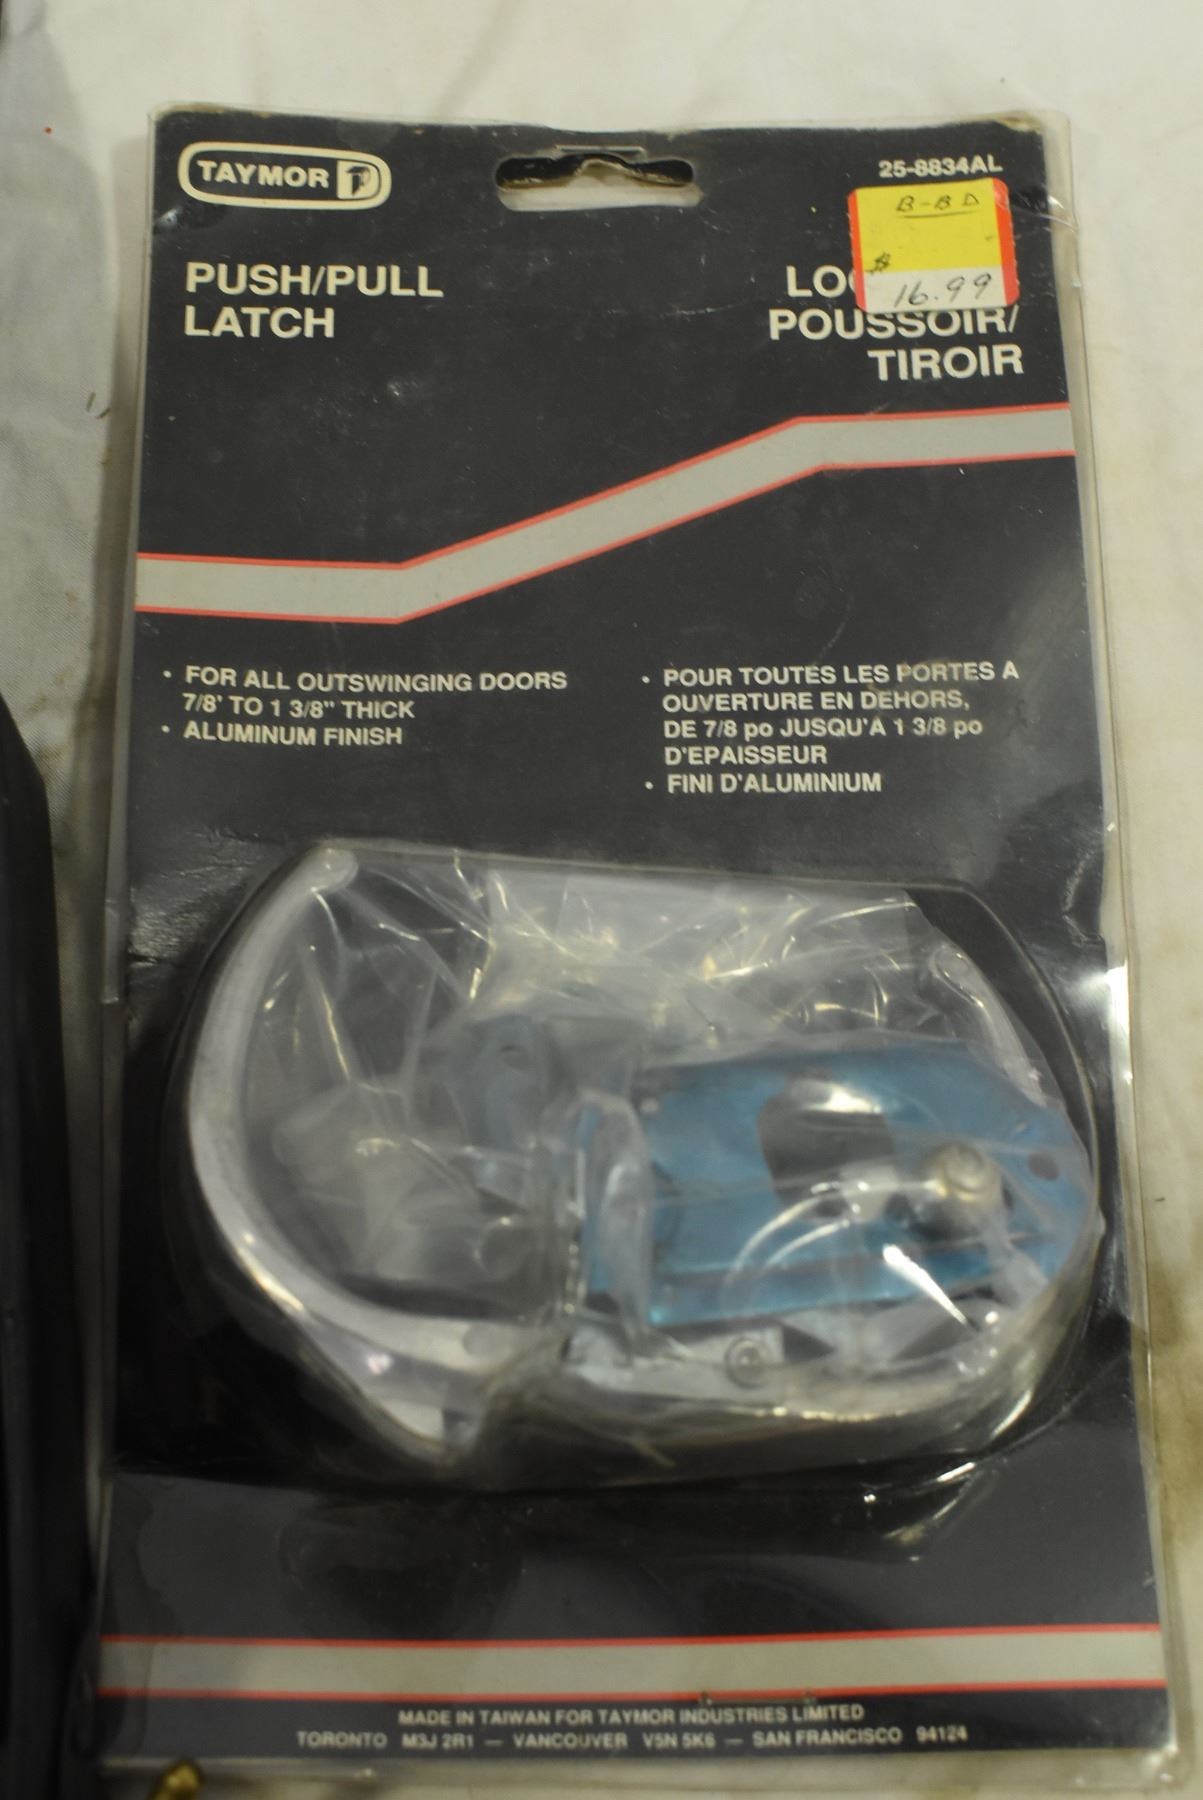 TAYMOR
25-8834AL
B-BD
$
16.99
PUSH/PULL
LATCH
POUSSOIR/
TIROIR
• FOR ALL OUTSWINGING DOORS
7/8' TO 1 3/8" THICK
• ALUMINUM FINISH
• POUR TOUTES LES PORTES A
OUVERTURE EN DEHORS,
DE 7/8 po JUSQU'A 1 3/8 po
D'EPAISSEUR
• FINI D'ALUMINIUM
MADE IN TAIWAN FOR TAYMOR INDUSTRIES LIMITED
TORONTO M3J 2R1 — VANCOUVER V5N 5K6 — SAN FRANCISCO 94124